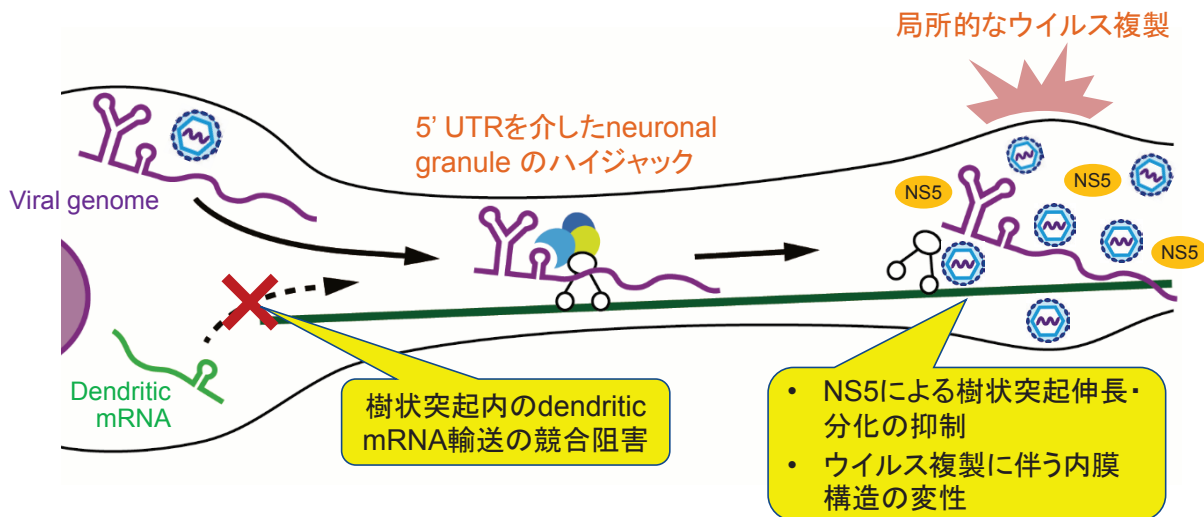 局所的なウイルス複製
5’ UTRを介したneuronal
granule のハイジャック
Viral genome
NS5
NS5
NS5
Dendritic
mRNA
樹状突起内のdendritic
mRNA輸送の競合阻害
• NS5による樹状突起伸長・
分化の抑制
• ウイルス複製に伴う内膜
構造の変性